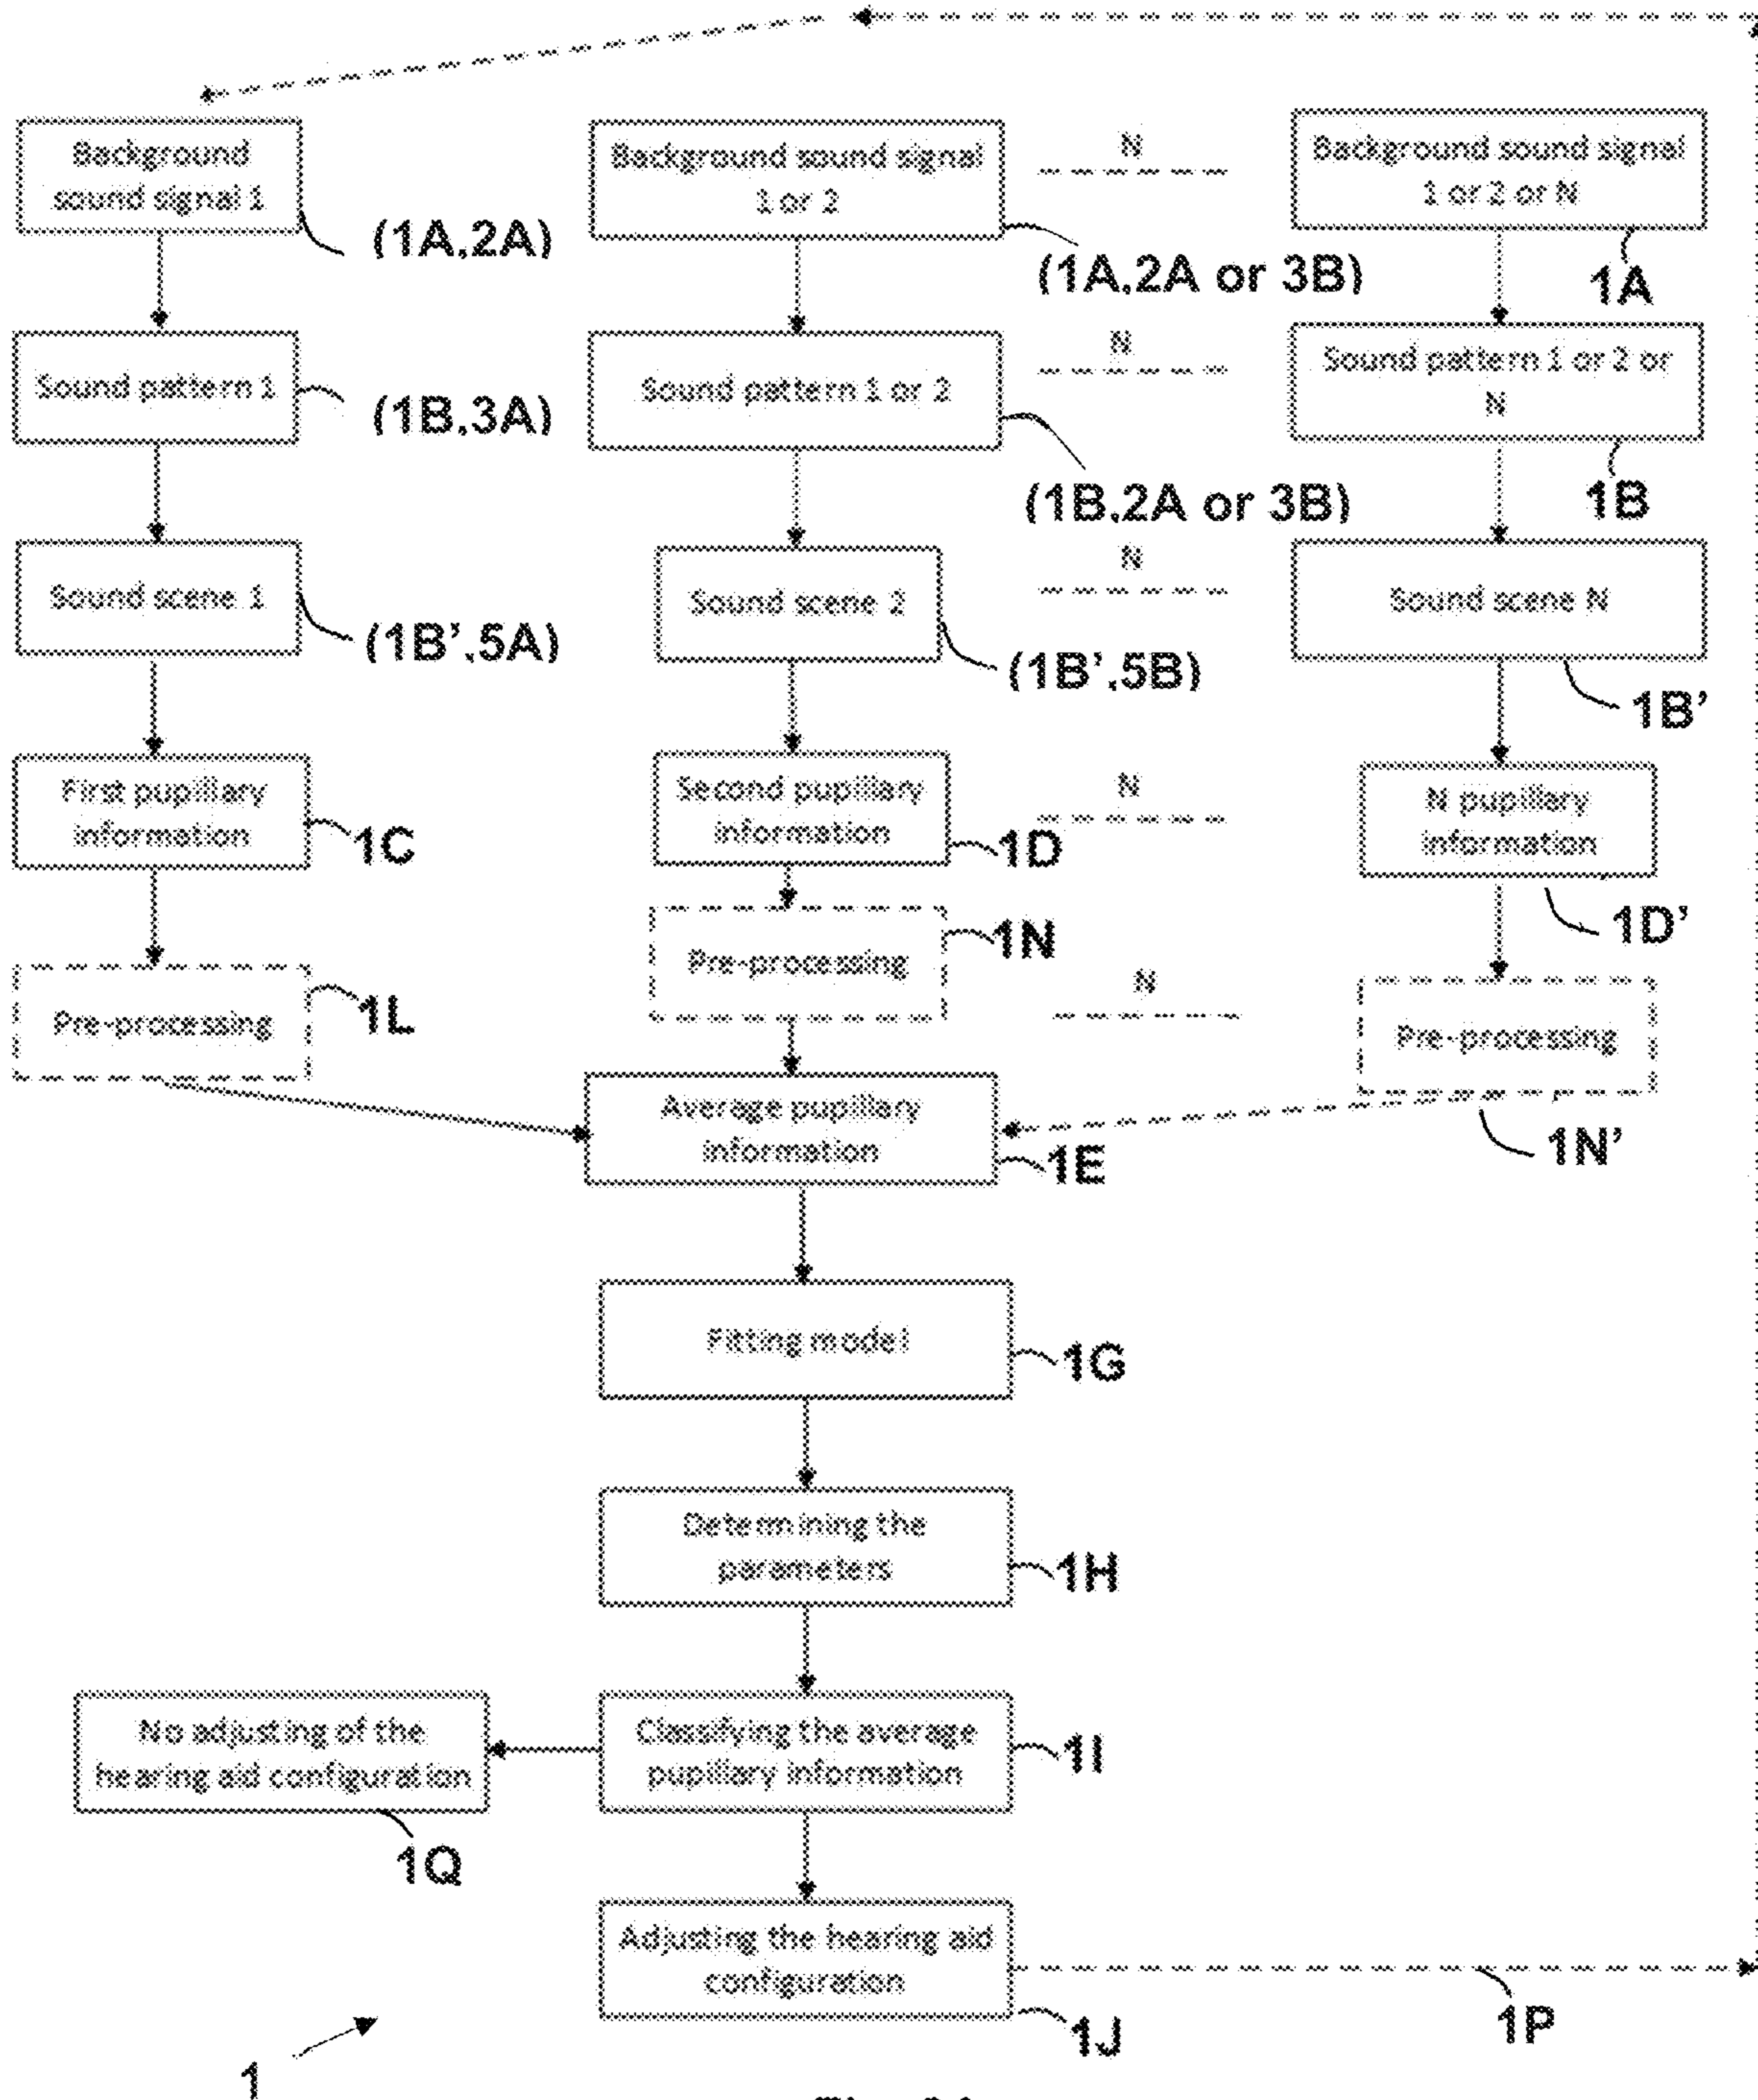 Background
sound signal 1
(1A,2A)
Background sound signal
1 or 2
(1A,2A or 3B)
N
Background sound signal
1 or 2 or N
1A
Sound pattern 1
(1B,3A)
Sound pattern 1 or 2
(1B,2A or 3B)
N
Sound pattern 1 or 2 or
N
1B
Sound scene 1
(1B',5A)
Sound scene 2
(1B',5B)
N
Sound scene N
1B'
First pupillary
information
1C
Second pupillary
information
1D
N
N pupillary
information
1D'
Pre-processing
1L
Pre-processing
1N
N
Pre-processing
1N'
Average pupillary
information
1E
Fitting model
1G
Determining the
parameters
1H
No adjusting of the
hearing aid configuration
1Q
Classifying the average
pupillary information
1I
Adjusting the hearing aid
configuration
1J
1P
1